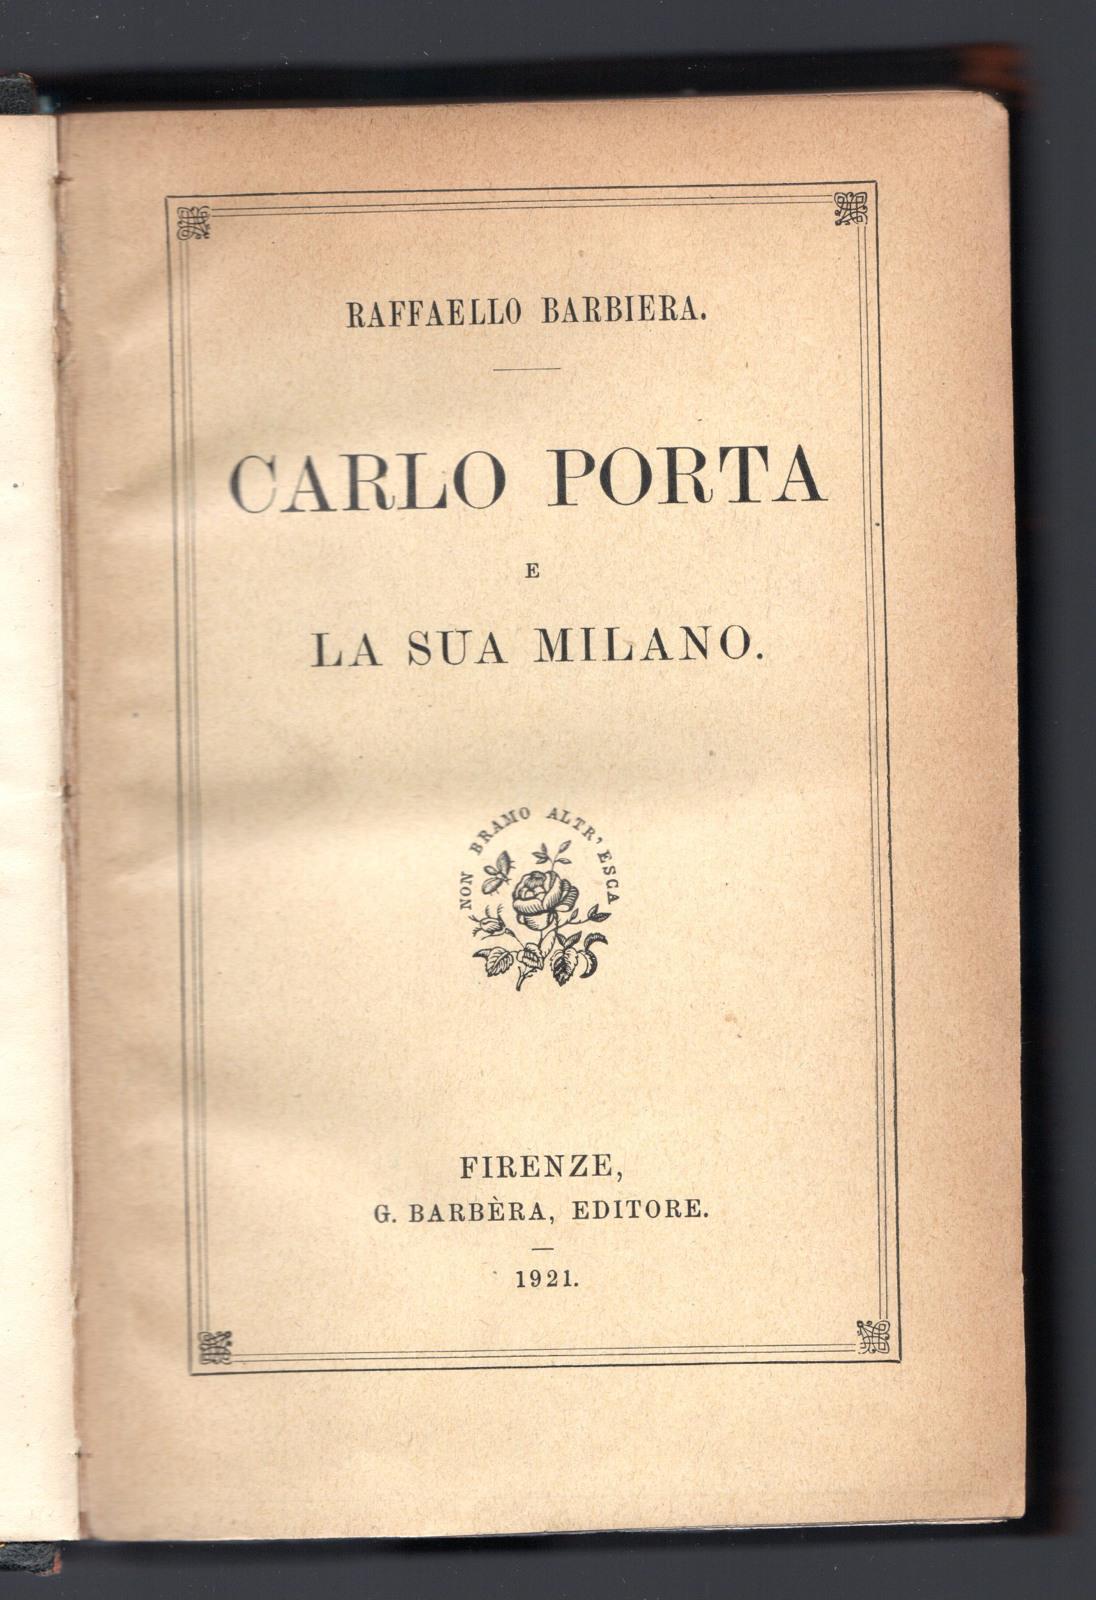 RAFFAELLO BARBIERA.
CARLO PORTA
E
LA SUA MILANO.
NON BRAMO ALTR' ESCA
FIRENZE,
G. BARBÈRA, EDITORE.
1921.